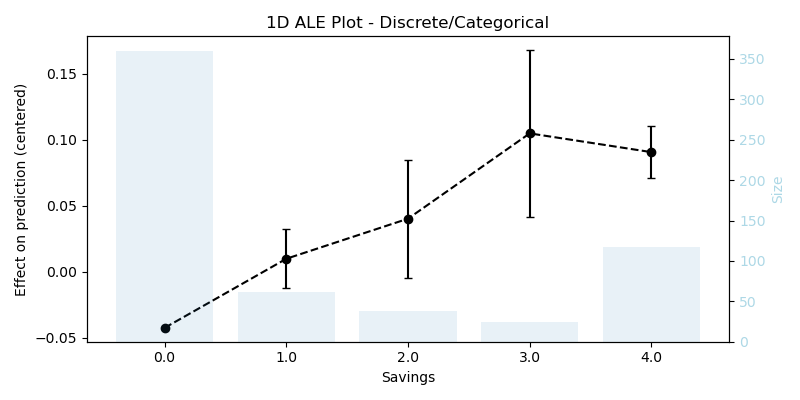 1D ALE Plot - Discrete/Categorical
Effect on prediction (centered)
0.15
0.10
0.05
0.00
−0.05
350
300
250
200
150
100
50
0
Size
0.0 1.0 2.0 3.0 4.0
Savings